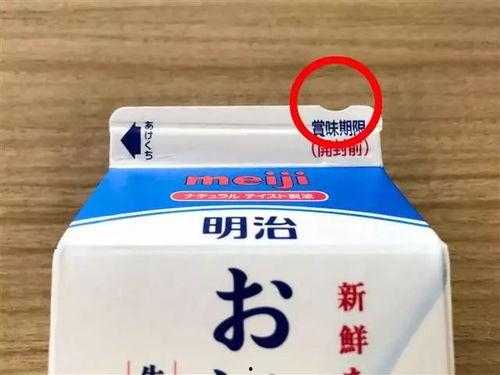 あけくち
賞味期限
(開封前)
meiji
ナチュラル テイスト製法
明治
お
新鮮